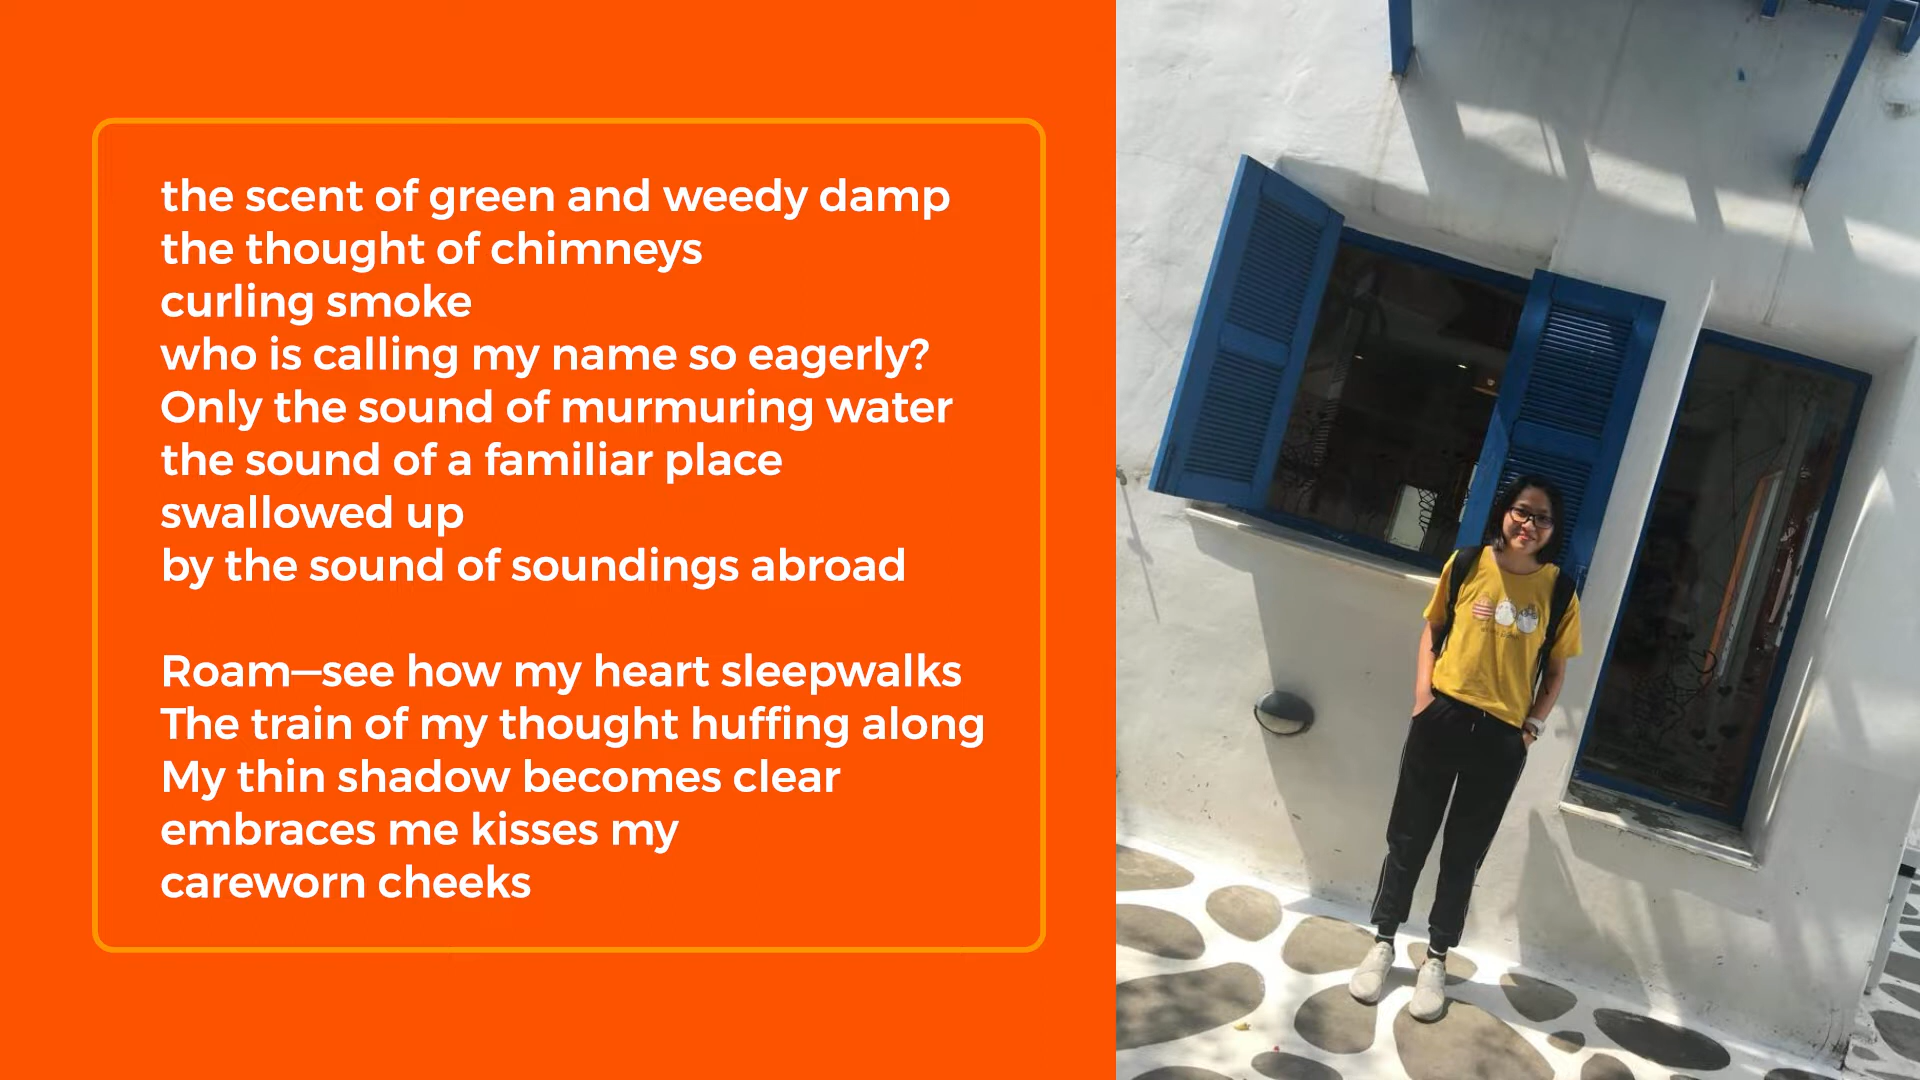 the scent of green and weedy damp
the thought of chimneys
curling smoke
who is calling my name so eagerly?
Only the sound of murmuring water
the sound of a familiar place
swallowed up
by the sound of soundings abroad
Roam—see how my heart sleepwalks
The train of my thought huffing along
My thin shadow becomes clear
embraces me kisses my
careworn cheeks